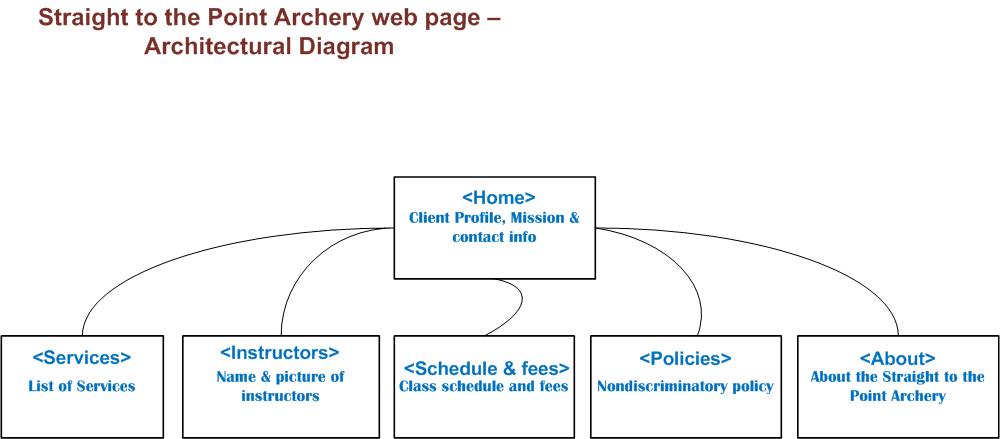 Straight to the Point Archery web page –
Architectural Diagram
<Home>
Client Profile, Mission &
contact info
<Services>
List of Services
<Instructors>
Name & picture of
instructors
<Schedule & fees>
Class schedule and fees
<Policies>
Nondiscriminatory policy
<About>
About the Straight to the
Point Archery